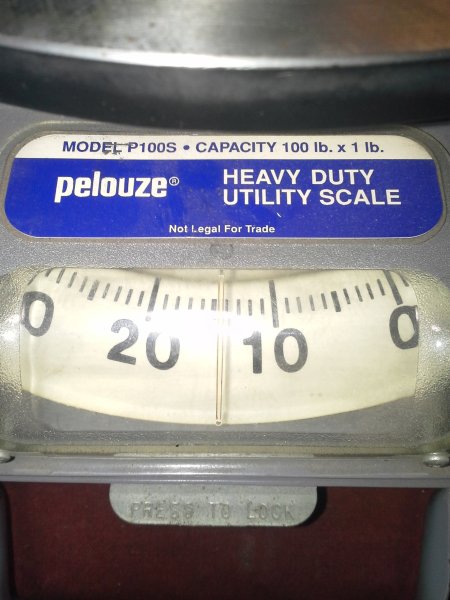 MODEL P100S • CAPACITY 100 lb. x 1 lb.
pelouze® HEAVY DUTY
UTILITY SCALE
Not Legal For Trade
0 20 10 0
PRESS TO LOCK